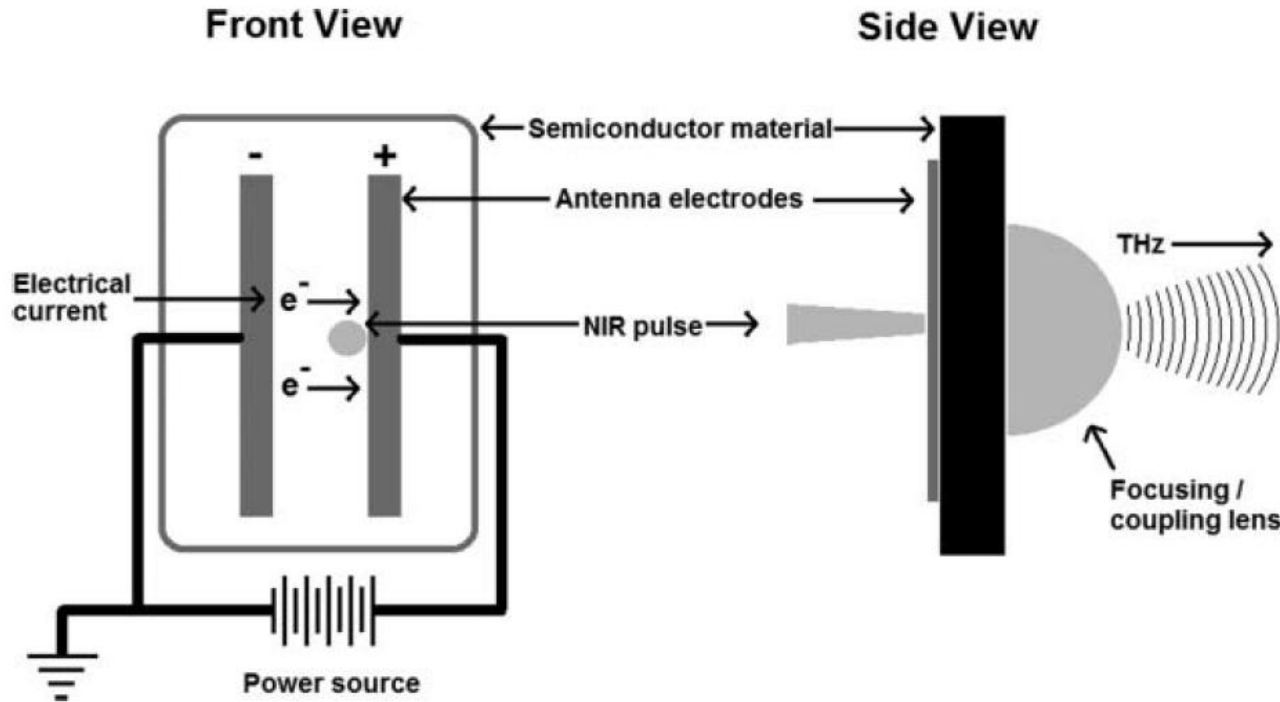 Front View
Side View
Semiconductor material
- +
Antenna electrodes
THz
Electrical
current
e-
NIR pulse
e-
Focusing /
coupling lens
Power source